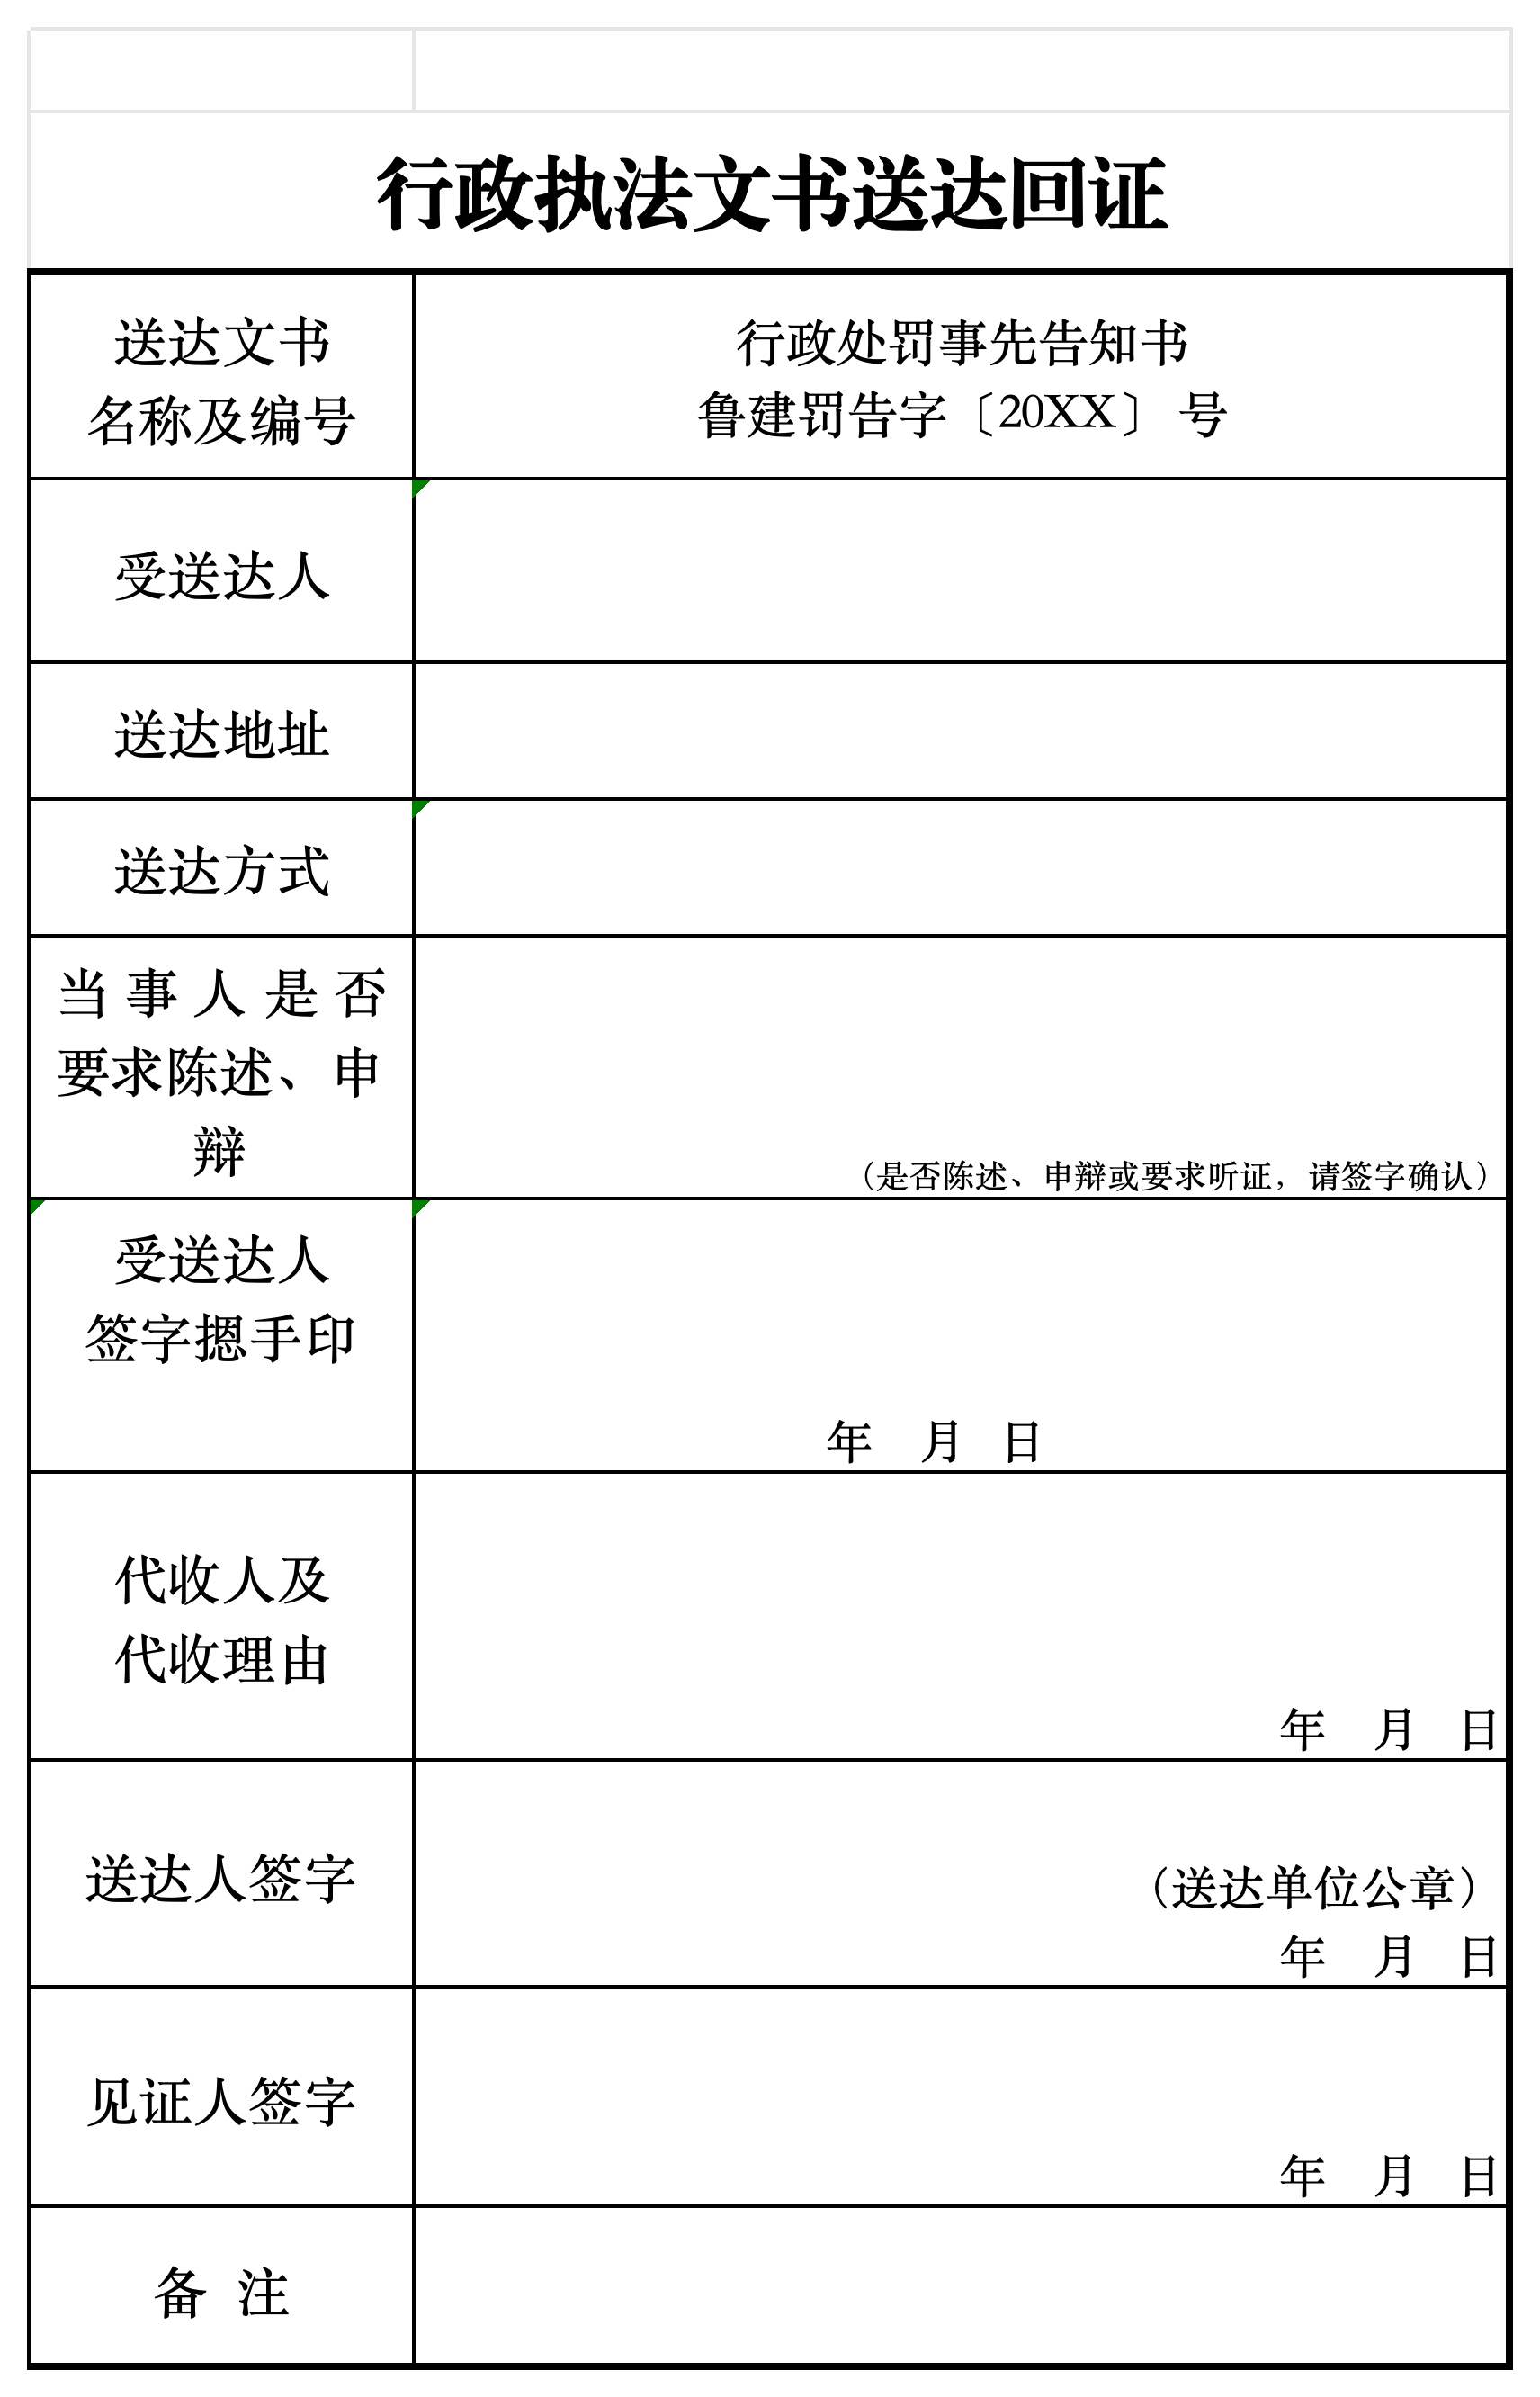 行政执法文书送达回证
送达文书
名称及编号
行政处罚事先告知书
鲁建罚告字〔20XX〕 号
受送达人
送达地址
送达方式
当 事 人 是 否
要求陈述、申
辩
（是否陈述、申辩或要求听证，请签字确认）
受送达人
签字摁手印
年 月 日
代收人及
代收理由
年 月 日
送达人签字
（送达单位公章）
年 月 日
见证人签字
年 月 日
备 注